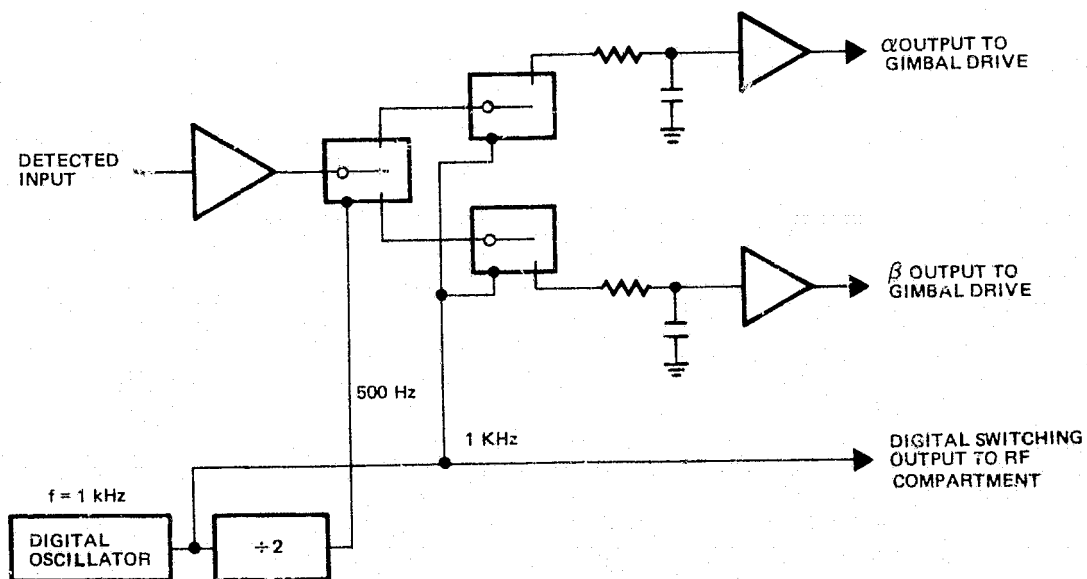 αOUTPUT TO
GIMBAL DRIVE
DETECTED
INPUT
β OUTPUT TO
GIMBAL DRIVE
500 Hz
1 KHz
DIGITAL SWITCHING
OUTPUT TO RF
COMPARTMENT
f = 1 kHz
DIGITAL
OSCILLATOR
÷2